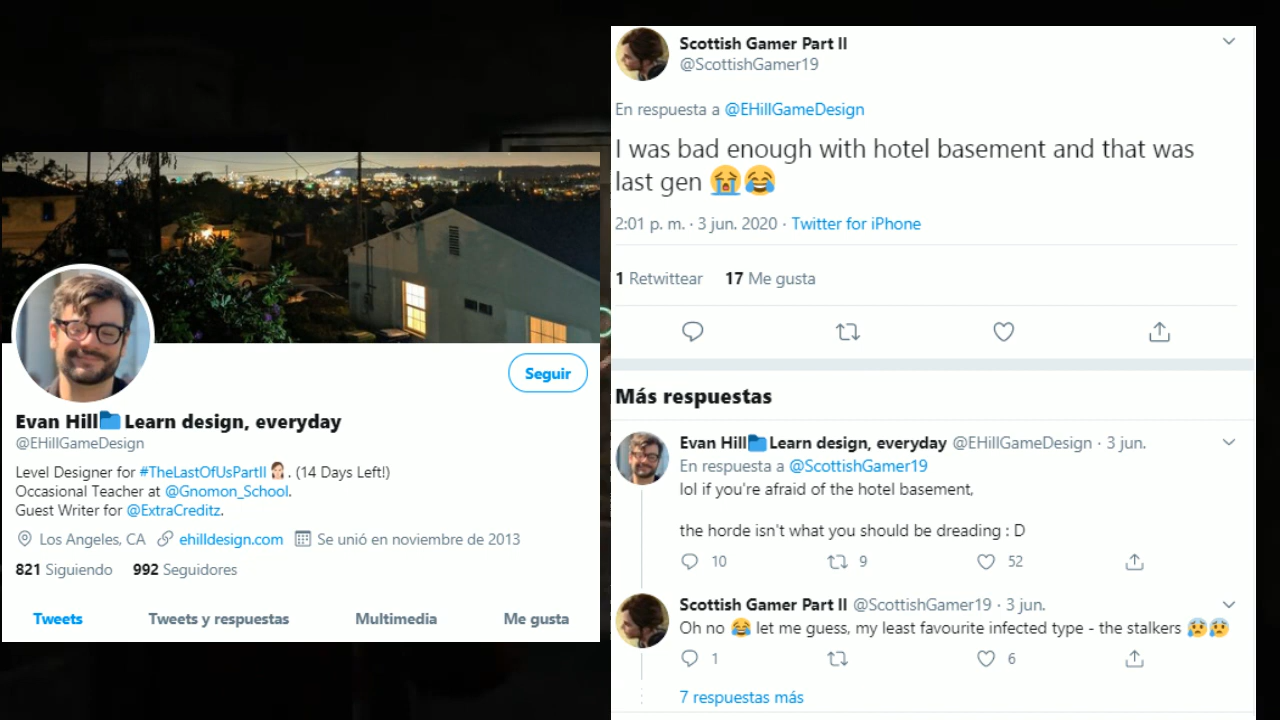 Seguir
Evan Hill📁Learn design, everyday
@EHillGameDesign
Level Designer for #TheLastOfUsPartII👩. (14 Days Left!)
Occasional Teacher at @Gnomon_School.
Guest Writer for @ExtraCreditz.
Los Angeles, CA ehilldesign.com Se unió en noviembre de 2013
821 Siguiendo 992 Seguidores
Tweets Tweets y respuestas Multimedia Me gusta
Scottish Gamer Part II
@ScottishGamer19
En respuesta a @EHillGameDesign
I was bad enough with hotel basement and that was
last gen 😭😂
2:01 p. m. · 3 jun. 2020 · Twitter for iPhone
1 Retwittear 17 Me gusta
Más respuestas
Evan Hill📁Learn design, everyday @EHillGameDesign · 3 jun.
En respuesta a @ScottishGamer19
lol if you're afraid of the hotel basement,
the horde isn't what you should be dreading : D
10 9 52
Scottish Gamer Part II @ScottishGamer19 · 3 jun.
Oh no 😂 let me guess, my least favourite infected type - the stalkers 😰😰
1 6
7 respuestas más